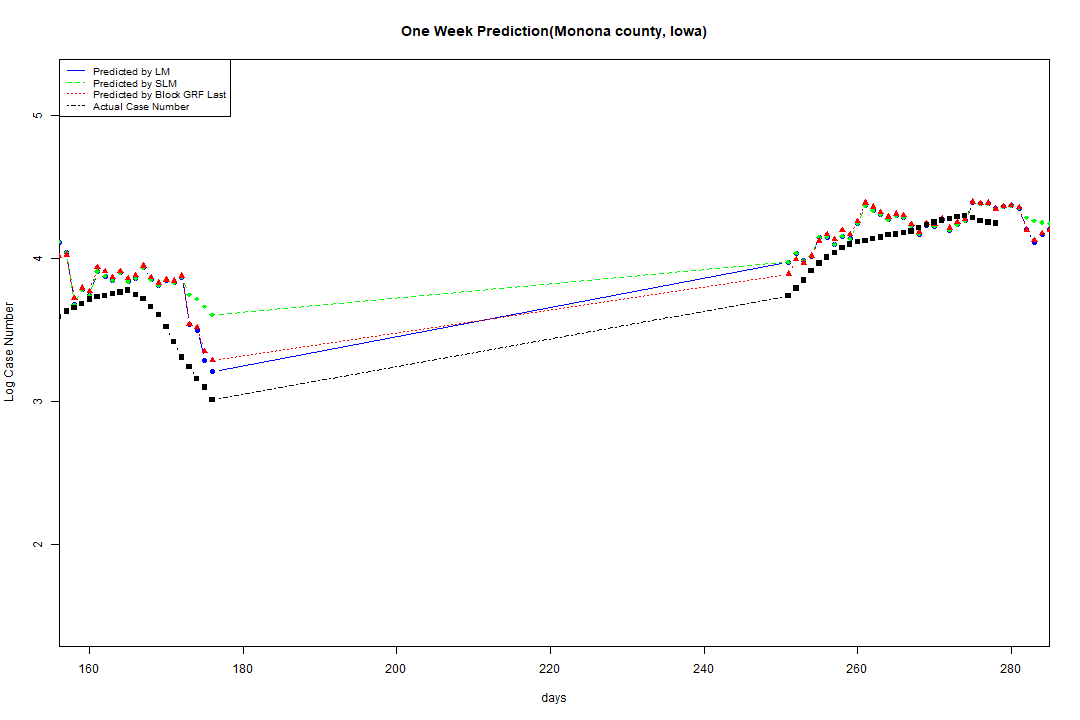 One Week Prediction(Monona county, Iowa)
Predicted by LM
Predicted by SLM
Predicted by Block GRF Last
Actual Case Number
Log Case Number
5
4
3
2
160 180 200 220 240 260 280
days